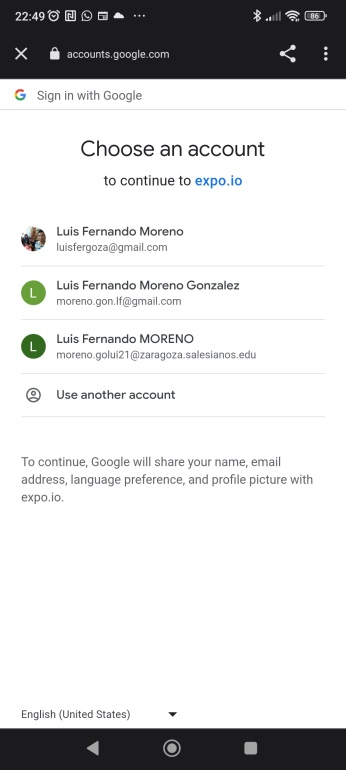 22:49
86
accounts.google.com
Sign in with Google
Choose an account
to continue to expo.io
Luis Fernando Moreno
luisfergoza@gmail.com
L
Luis Fernando Moreno Gonzalez
moreno.gon.lf@gmail.com
L
Luis Fernando MORENO
moreno.golui21@zaragoza.salesianos.edu
Use another account
To continue, Google will share your name, email
address, language preference, and profile picture with
expo.io.
English (United States)